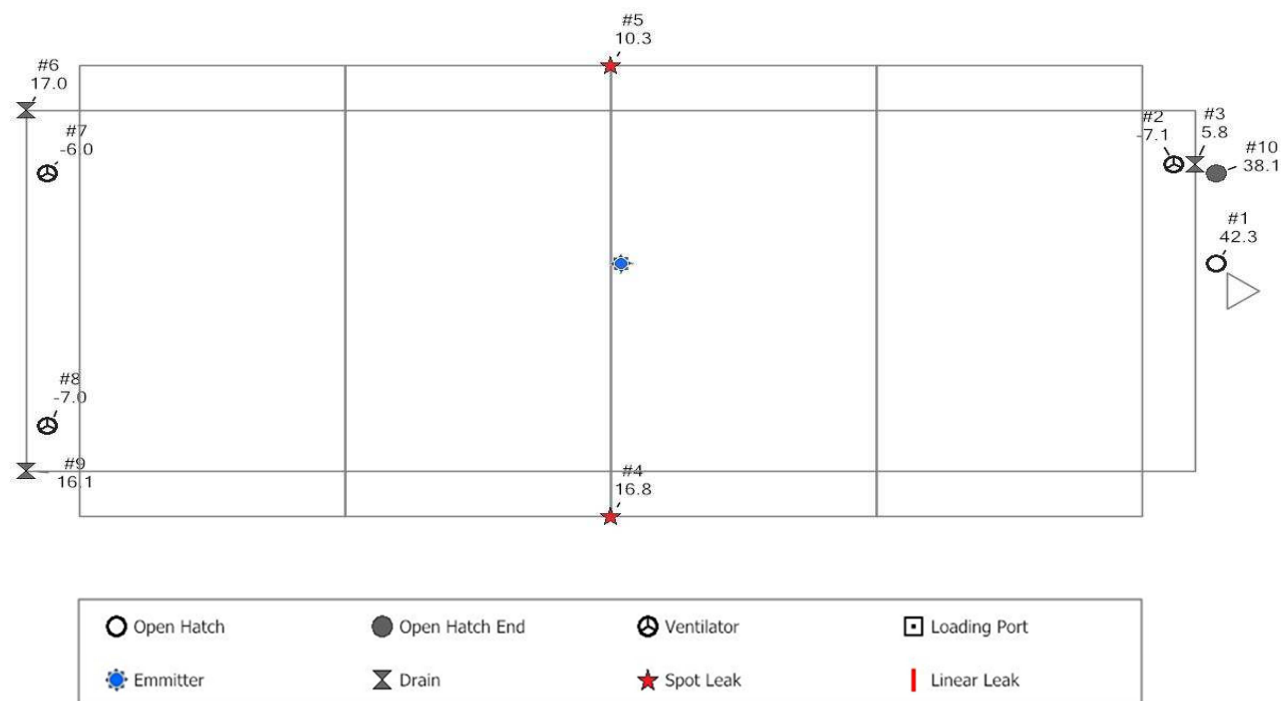 #5
10.3
#6
17.0
#7
-6.0
#2
-7.1
#3
5.8
#10
38.1
#1
42.3
#8
-7.0
#9
16.1
#4
16.8
Open Hatch
Open Hatch End
Ventilator
Loading Port
Emmitter
Drain
Spot Leak
Linear Leak